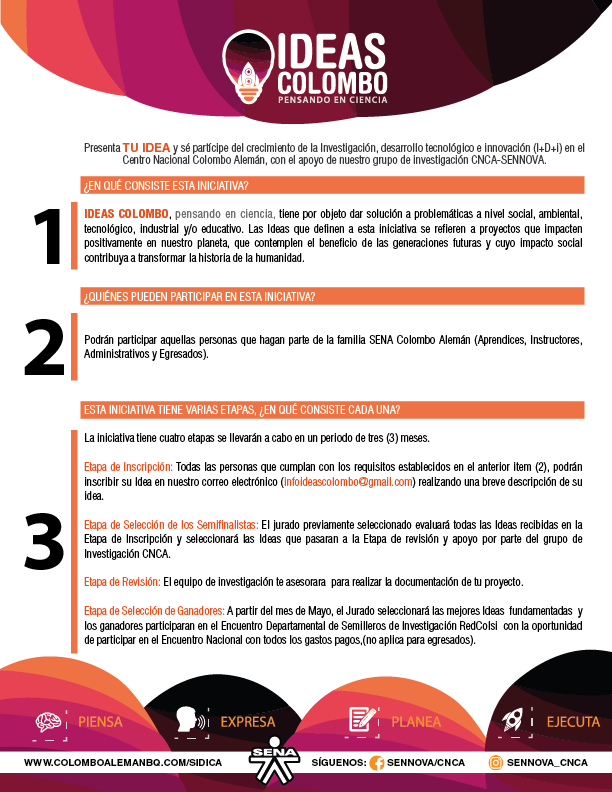 IDEAS
COLOMBO
PENSANDO EN CIENCIA
Presenta TU IDEA y sé partícipe del crecimiento de la Investigación, desarrollo tecnológico e innovación (I+D+i) en el
Centro Nacional Colombo Alemán, con el apoyo de nuestro grupo de investigación CNCA-SENNOVA.
¿EN QUÉ CONSISTE ESTA INICIATIVA?
1
IDEAS COLOMBO, pensando en ciencia, tiene por objeto dar solución a problemáticas a nivel social, ambiental,
tecnológico, industrial y/o educativo. Las Ideas que definen a esta iniciativa se refieren a proyectos que impacten
positivamente en nuestro planeta, que contemplen el beneficio de las generaciones futuras y cuyo impacto social
contribuya a transformar la historia de la humanidad.
¿QUIÉNES PUEDEN PARTICIPAR EN ESTA INICIATIVA?
2
Podrán participar aquellas personas que hagan parte de la familia SENA Colombo Alemán (Aprendices, Instructores,
Administrativos y Egresados).
ESTA INICIATIVA TIENE VARIAS ETAPAS, ¿EN QUÉ CONSISTE CADA UNA?
3
La iniciativa tiene cuatro etapas se llevarán a cabo en un periodo de tres (3) meses.
Etapa de Inscripción: Todas las personas que cumplan con los requisitos establecidos en el anterior item (2), podrán
inscribir su Idea en nuestro correo electrónico (infoideascolombo@gmail.com) realizando una breve descripción de su
idea.
Etapa de Selección de los Semifinalistas: El jurado previamente seleccionado evaluará todas las Ideas recibidas en la
Etapa de Inscripción y seleccionará las Ideas que pasaran a la Etapa de revisión y apoyo por parte del grupo de
Investigación CNCA.
Etapa de Revisión: El equipo de investigación te asesorara para realizar la documentación de tu proyecto.
Etapa de Selección de Ganadores: A partir del mes de Mayo, el Jurado seleccionará las mejores Ideas fundamentadas y
los ganadores participaran en el Encuentro Departamental de Semilleros de Investigación RedColsi con la oportunidad
de participar en el Encuentro Nacional con todos los gastos pagos,(no aplica para egresados).
PIENSA
EXPRESA
PLANEA
EJECUTA
WWW.COLOMBOALEMANBQ.COM/SIDICA
SENA
SÍGUENOS:
SENNOVA/CNCA
SENNOVA_CNCA